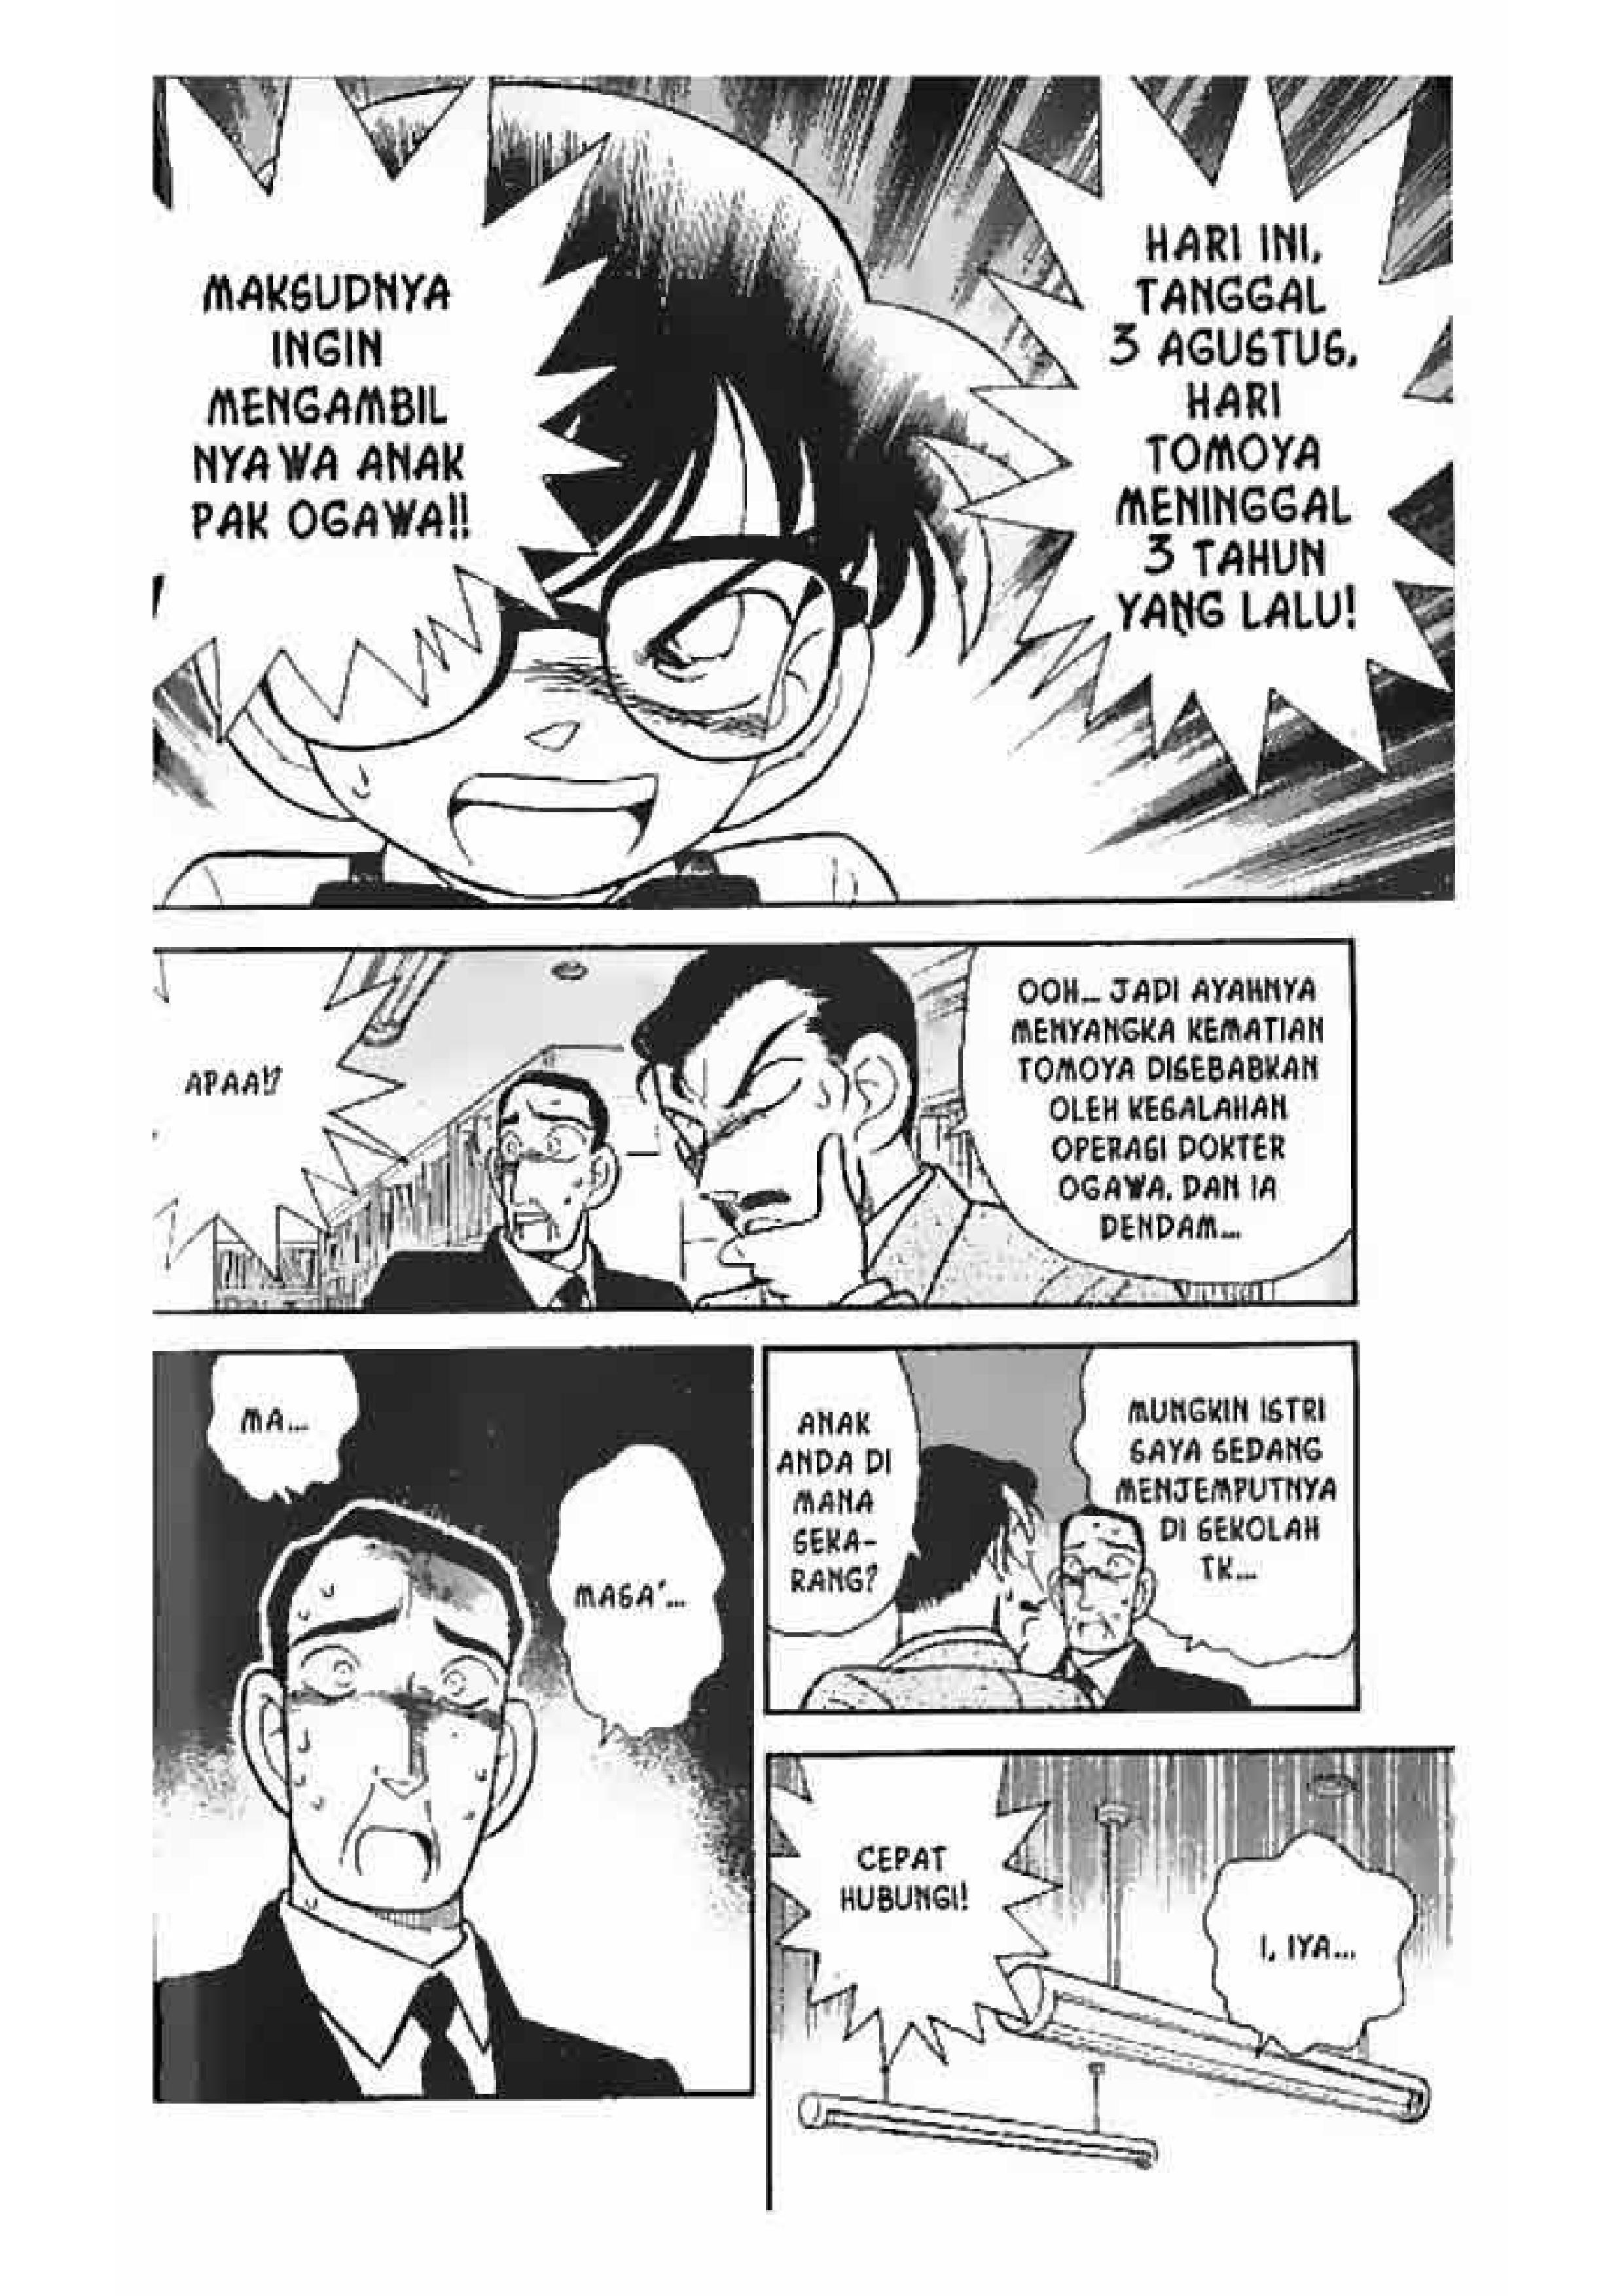 HARI INI,
TANGGAL
3 AGUSTUS,
HARI
TOMOYA
MENINGGAL
3 TAHUN
YANG LALU!
MAKSUDNYA
INGIN
MENGAMBIL
NYAWA ANAK
PAK OGAWA!!
OOH... JADI AYAHNYA
MENYANGKA KEMATIAN
TOMOYA DISEBABKAN
OLEH KESALAHAN
OPERASI DOKTER
OGAWA. DAN IA
DENDAM...
APAA!?
MUNGKIN ISTRI
SAYA SEDANG
MENJEMPUTNYA
DI SEKOLAH
TK...
ANAK
ANDA DI
MANA
SEKA-
RANG?
CEPAT
HUBUNGI!
I, IYA...
MA...
MASA'...